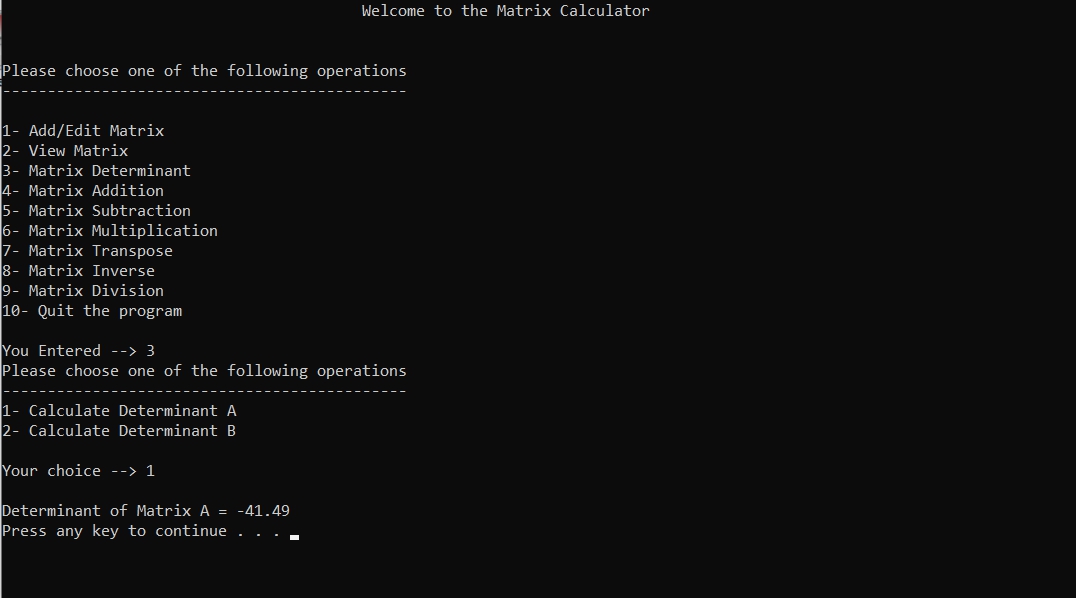 Welcome to the Matrix Calculator
Please choose one of the following operations
---------------------------------------------
1- Add/Edit Matrix
2- View Matrix
3- Matrix Determinant
4- Matrix Addition
5- Matrix Subtraction
6- Matrix Multiplication
7- Matrix Transpose
8- Matrix Inverse
9- Matrix Division
10- Quit the program
You Entered --> 3
Please choose one of the following operations
---------------------------------------------
1- Calculate Determinant A
2- Calculate Determinant B
Your choice --> 1
Determinant of Matrix A = -41.49
Press any key to continue . . .